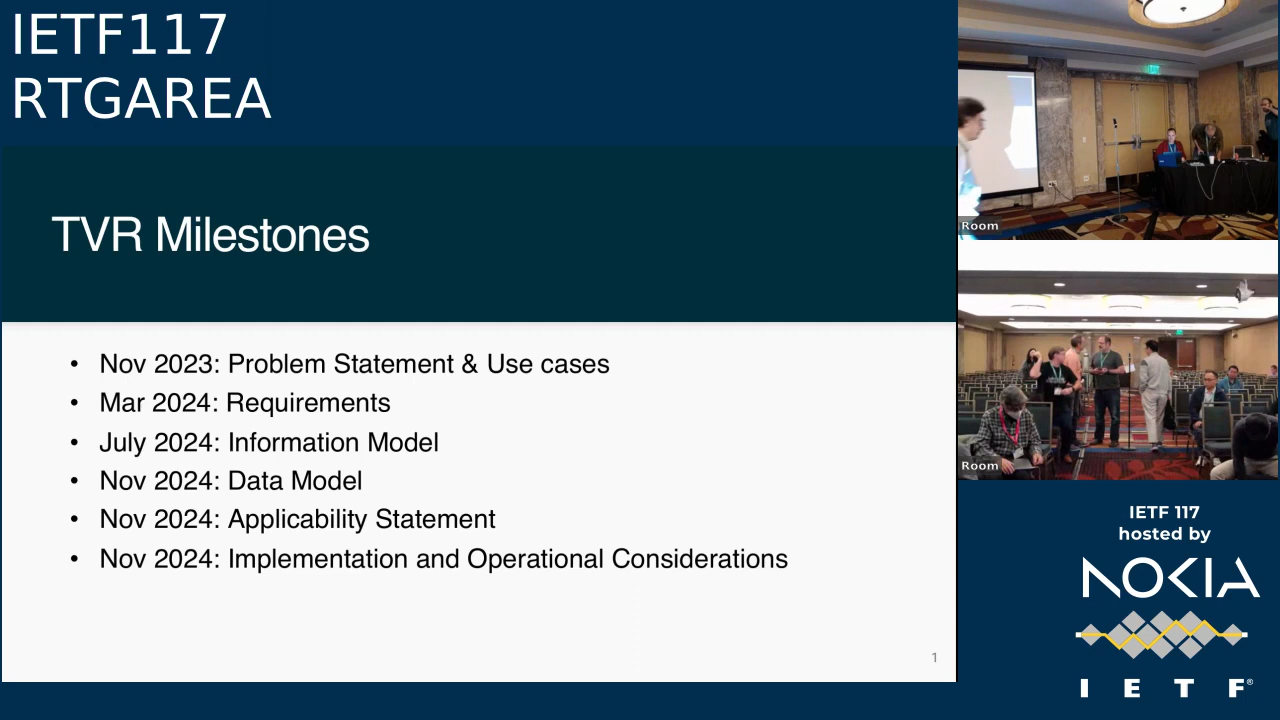 IETF117
RTGAREA
TVR Milestones
• Nov 2023: Problem Statement & Use cases
• Mar 2024: Requirements
• July 2024: Information Model
• Nov 2024: Data Model
• Nov 2024: Applicability Statement
• Nov 2024: Implementation and Operational Considerations
1
Room
Room
IETF 117
hosted by
NOKIA
I E T F®